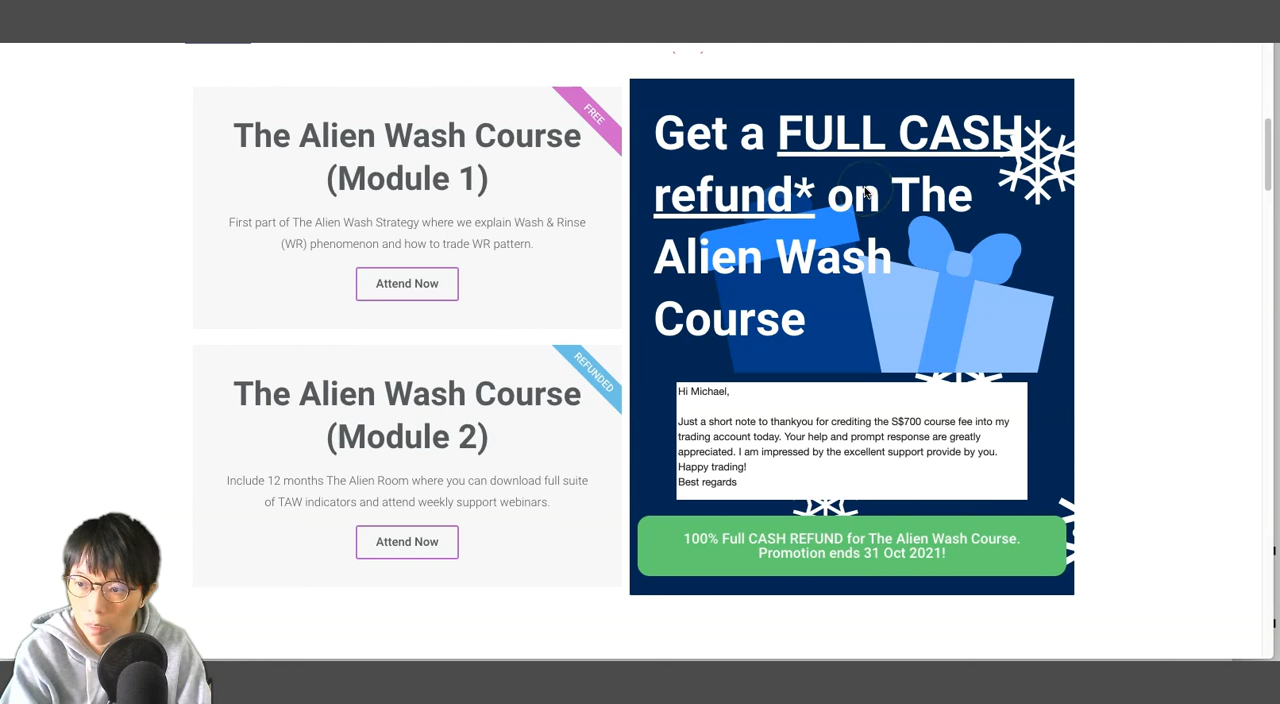 FREE
The Alien Wash Course
(Module 1)
First part of The Alien Wash Strategy where we explain Wash & Rinse
(WR) phenomenon and how to trade WR pattern.
Attend Now
REFUNDED
The Alien Wash Course
(Module 2)
Include 12 months The Alien Room where you can download full suite
of TAW indicators and attend weekly support webinars.
Attend Now
Get a FULL CASH
refund* on The
Alien Wash
Course
Hi Michael,
Just a short note to thankyou for crediting the S$700 course fee into my
trading account today. Your help and prompt response are greatly
appreciated. I am impressed by the excellent support provide by you.
Happy trading!
Best regards
100% Full CASH REFUND for The Alien Wash Course.
Promotion ends 31 Oct 2021!